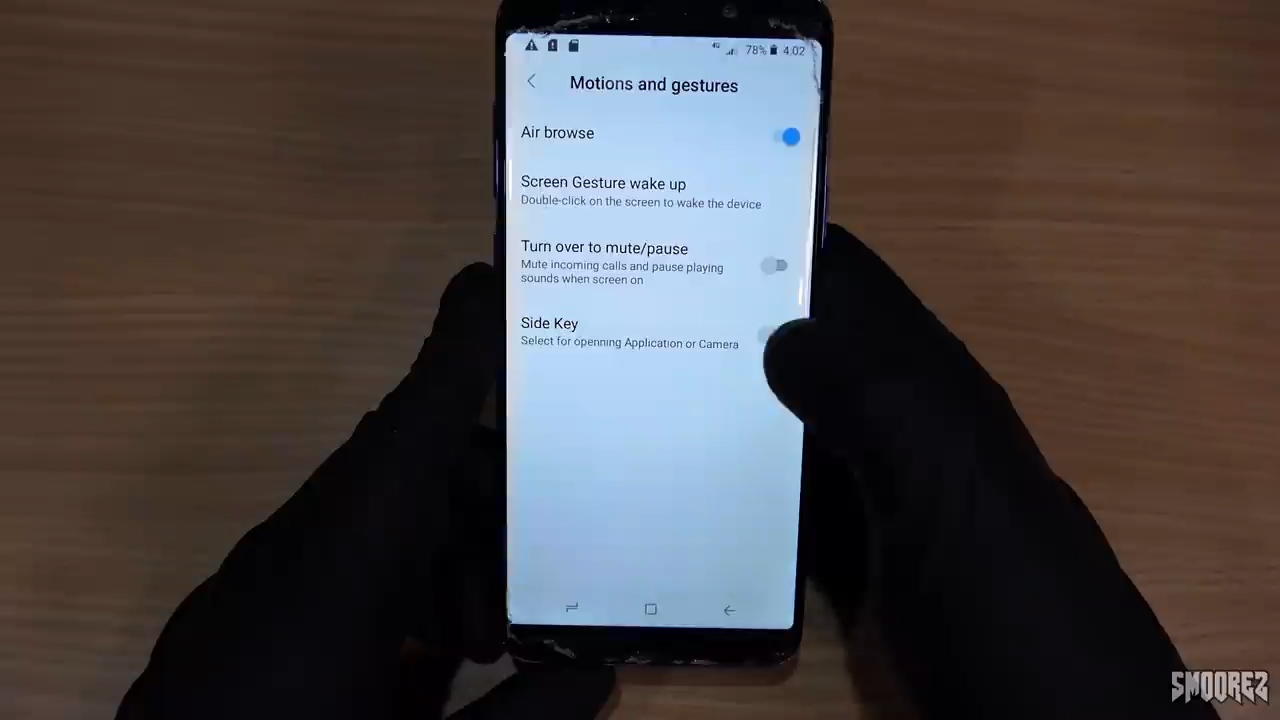 4G 78% 4.02
Motions and gestures
Air browse
Screen Gesture wake up
Double-click on the screen to wake the device
Turn over to mute/pause
Mute incoming calls and pause playing
sounds when screen on
Side Key
Select for openning Application or Camera
SMOOREZ